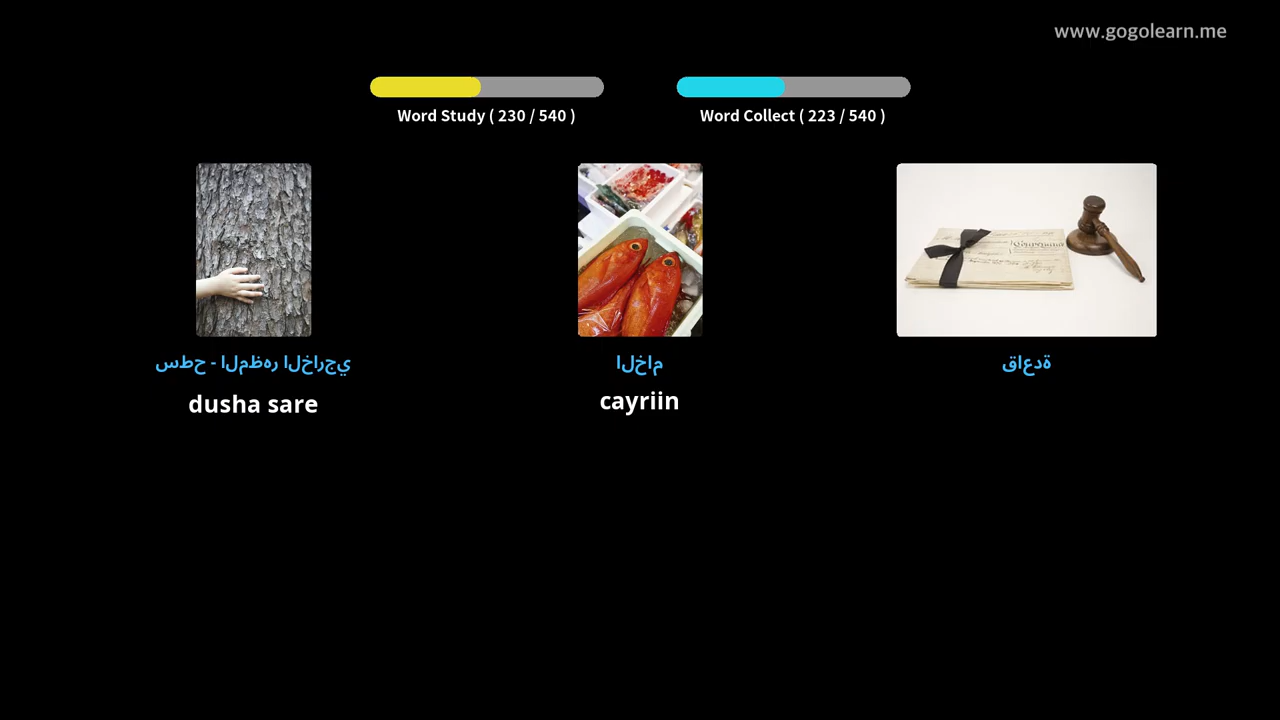 www.gogolearn.me
Word Study ( 230 / 540 )
Word Collect ( 223 / 540 )
سطح - المظهر الخارجي
الخام
قاعدة
dusha sare
cayriin